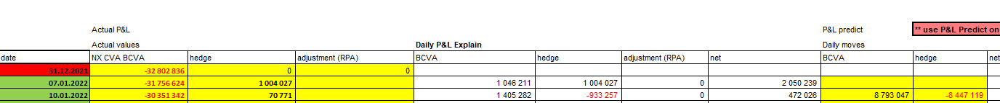 Actual P&L P&L predict ** use P&L Predict on
Actual values Daily P&L Explain Daily moves
date NX CVA BCVA hedge adjustment (RPA) BCVA hedge adjustment (RPA) net BCVA hedge net
31.12.2021 -32 802 836 0 0
07.01.2022 -31 756 624 1 004 027 1 046 211 1 004 027 0 2 050 239
10.01.2022 -30 351 342 70 771 1 405 282 -933 257 0 472 026 8 793 047 -8 447 119